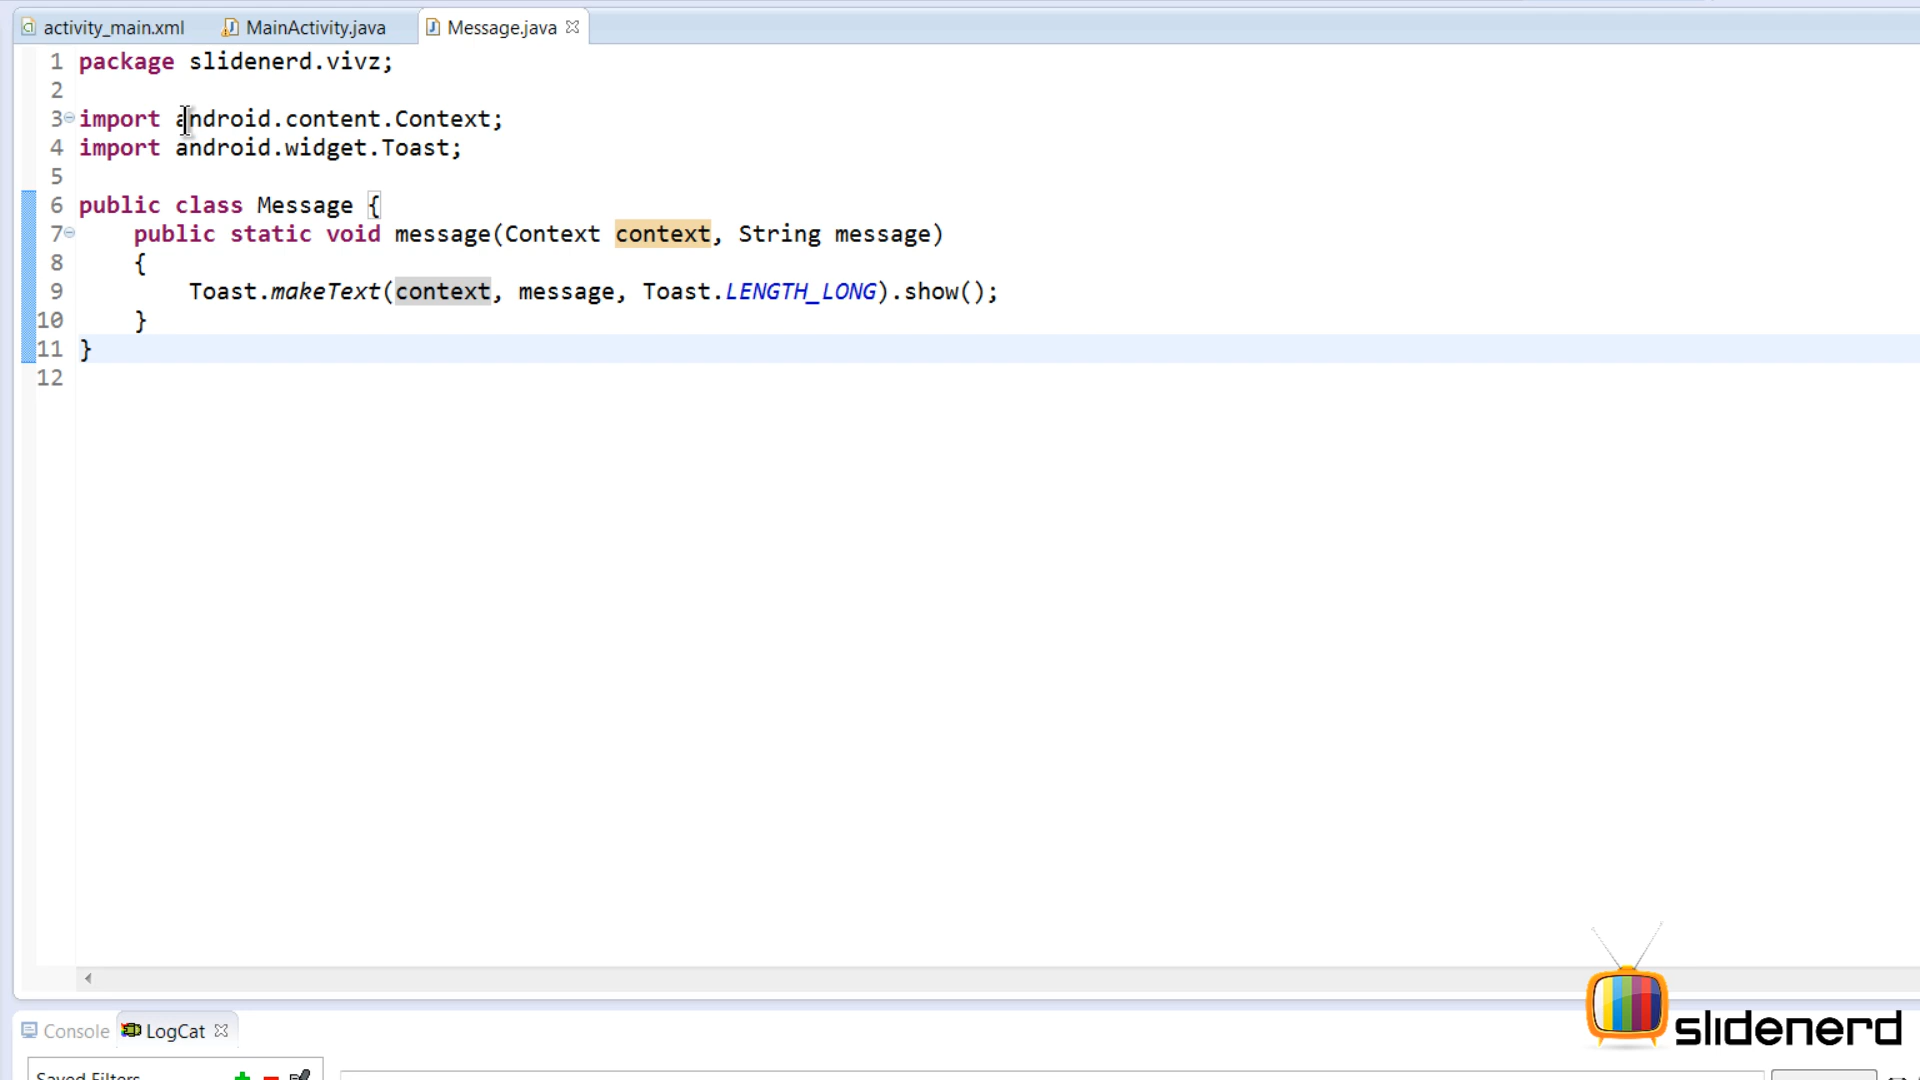 activity_main.xml MainActivity.java Message.java
1 package slidenerd.vivz;
2
3 import android.content.Context;
4 import android.widget.Toast;
5
6 public class Message {
7 public static void message(Context context, String message)
8 {
9 Toast.makeText(context, message, Toast.LENGTH_LONG).show();
10 }
11 }
12
slidenerd
Console LogCat
Saved Filters